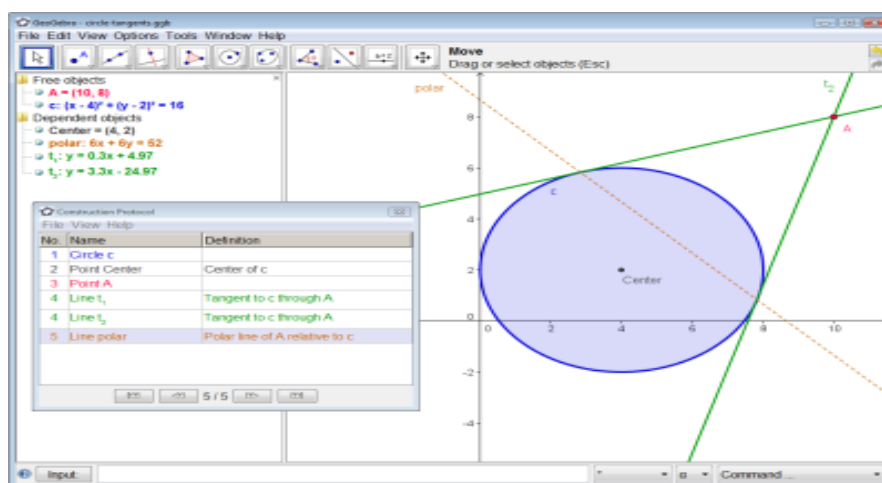 GeoGebra - circle-tangents.ggb
File Edit View Options Tools Window Help
A
a=2
Move
Drag or select objects (Esc)
Free objects
A = (10, 8)
c: (x - 4)² + (y - 2)² = 16
Dependent objects
Center = (4, 2)
polar: 6x + 6y = 52
t₁: y = 0.3x + 4.97
t₂: y = 3.3x - 24.97
polar
t₂
8
A
c
6
4
2
Center
0
0 2 4 6 8 10
-2
-4
Construction Protocol
File View Help
No. Name Definition
1 Circle c
2 Point Center Center of c
3 Point A
4 Line t₁ Tangent to c through A
4 Line t₂ Tangent to c through A
5 Line polar Polar line of A relative to c
5 / 5
Input:
° α Command ...